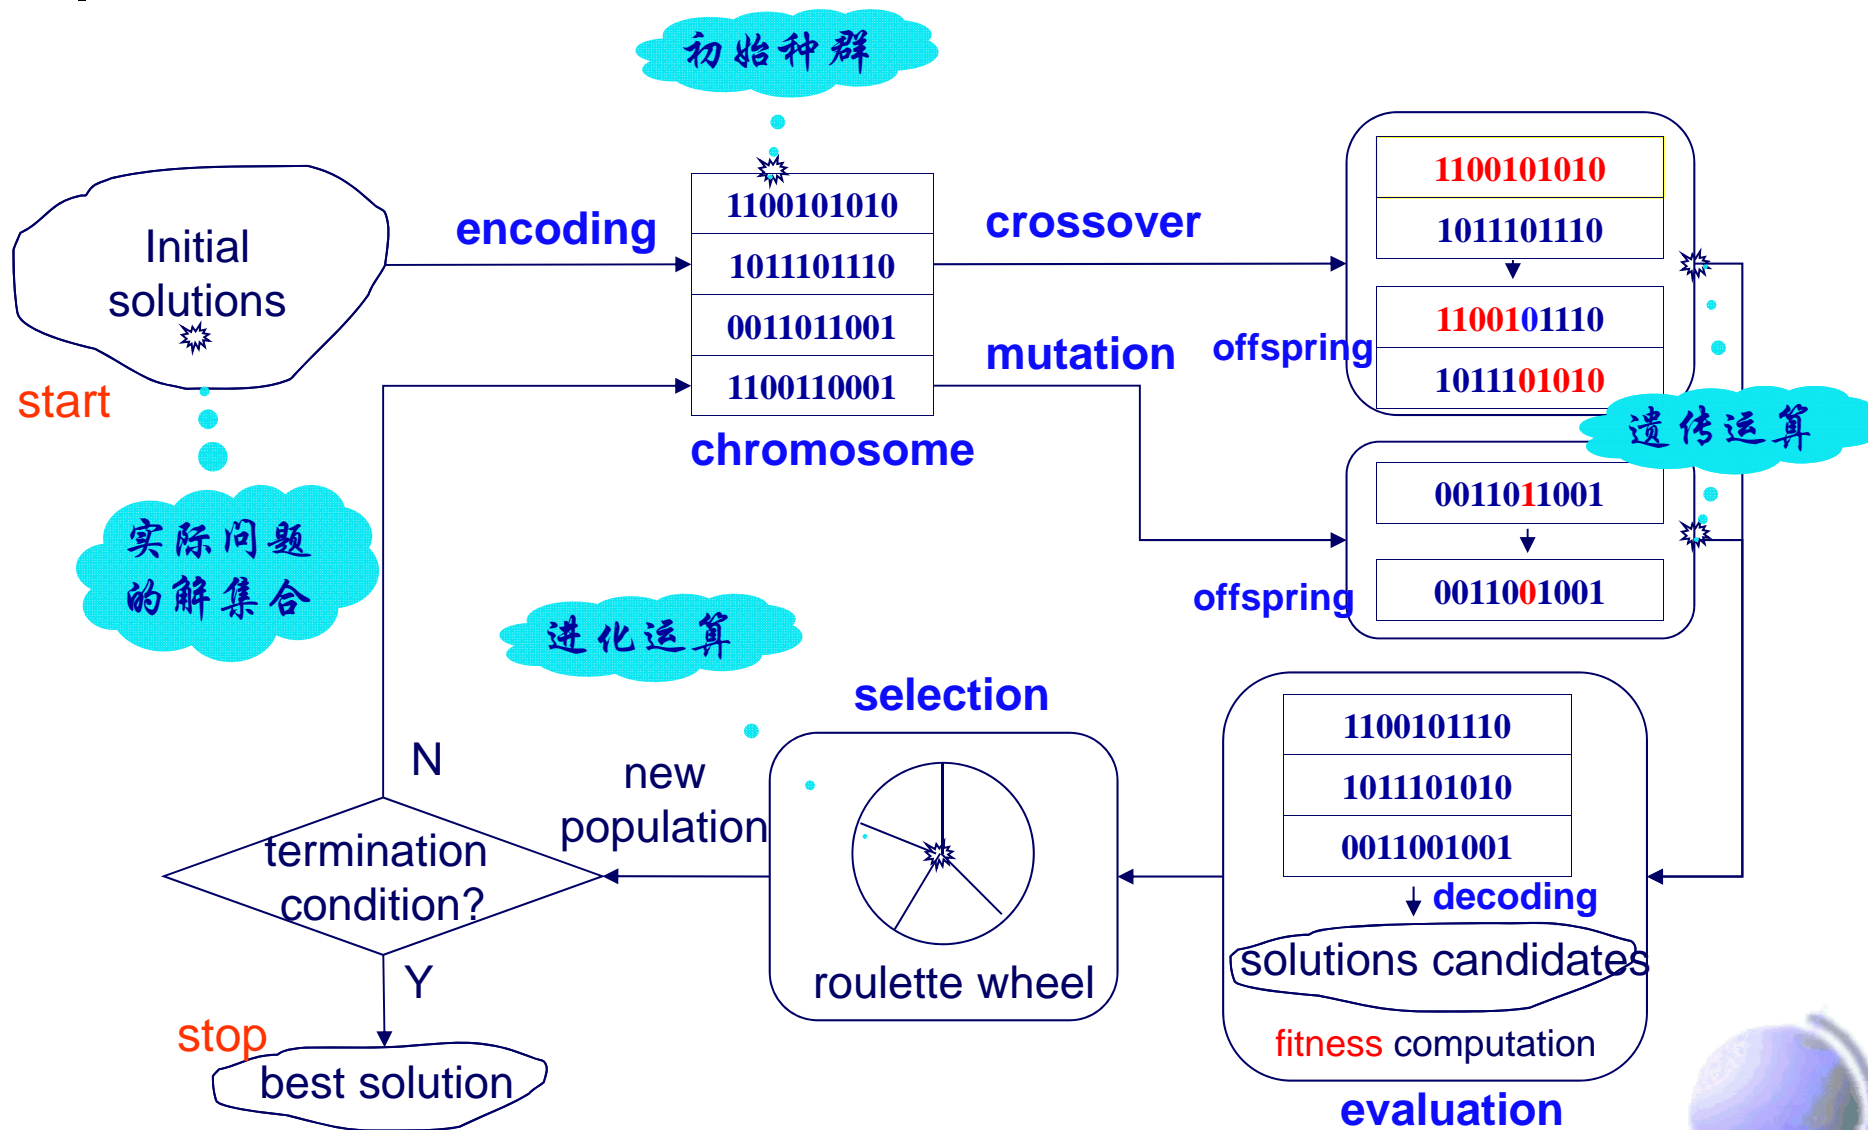 初始种群
Initial
solutions
start
encoding
1100101010
1011101110
0011011001
1100110001
chromosome
crossover
mutation
1100101010
1011101110
offspring
1100101110
1011101010
遗传运算
0011011001
offspring
0011001001
实际问题
的解集合
进化运算
selection
roulette wheel
new
population
1100101110
1011101010
0011001001
decoding
solutions candidates
fitness computation
evaluation
N
termination
condition?
Y
stop
best solution